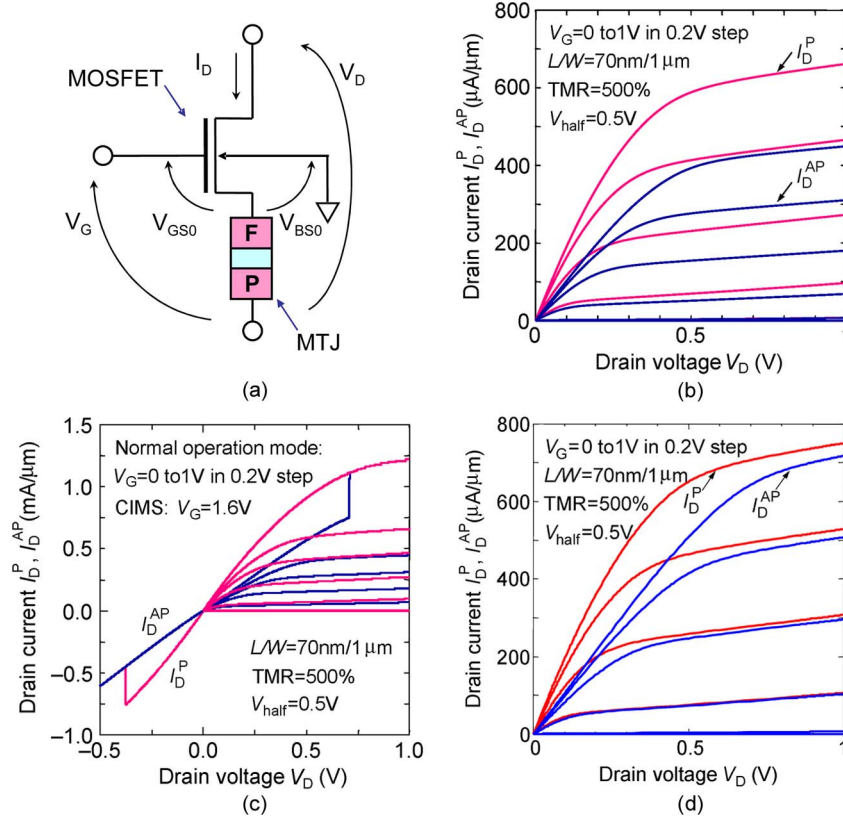 MOSFET
I_D
V_D
V_G
V_GS0
V_BS0
F
P
MTJ
(a)
Drain current I_D^P, I_D^AP (μA/μm)
800
600
400
200
0
V_G=0 to1V in 0.2V step
L/W=70nm/1μm
TMR=500%
V_half=0.5V
I_D^P
I_D^AP
0
0.5
1
Drain voltage V_D (V)
(b)
Drain current I_D^P, I_D^AP(mA/μm)
1.5
1.0
0.5
0.0
–0.5
–1.0
Normal operation mode:
V_G=0 to1V in 0.2V step
CIMS: V_G=1.6V
I_D^AP
I_D^P
L/W=70nm/1μm
TMR=500%
V_half=0.5V
–0.5
0.0
0.5
1.0
Drain voltage V_D (V)
(c)
Drain current I_D^P, I_D^AP(μA/μm)
800
600
400
200
0
V_G=0 to1V in 0.2V step
L/W=70nm/1μm
TMR=500%
V_half=0.5V
I_D^P
I_D^AP
0
0.5
1
Drain voltage V_D (V)
(d)